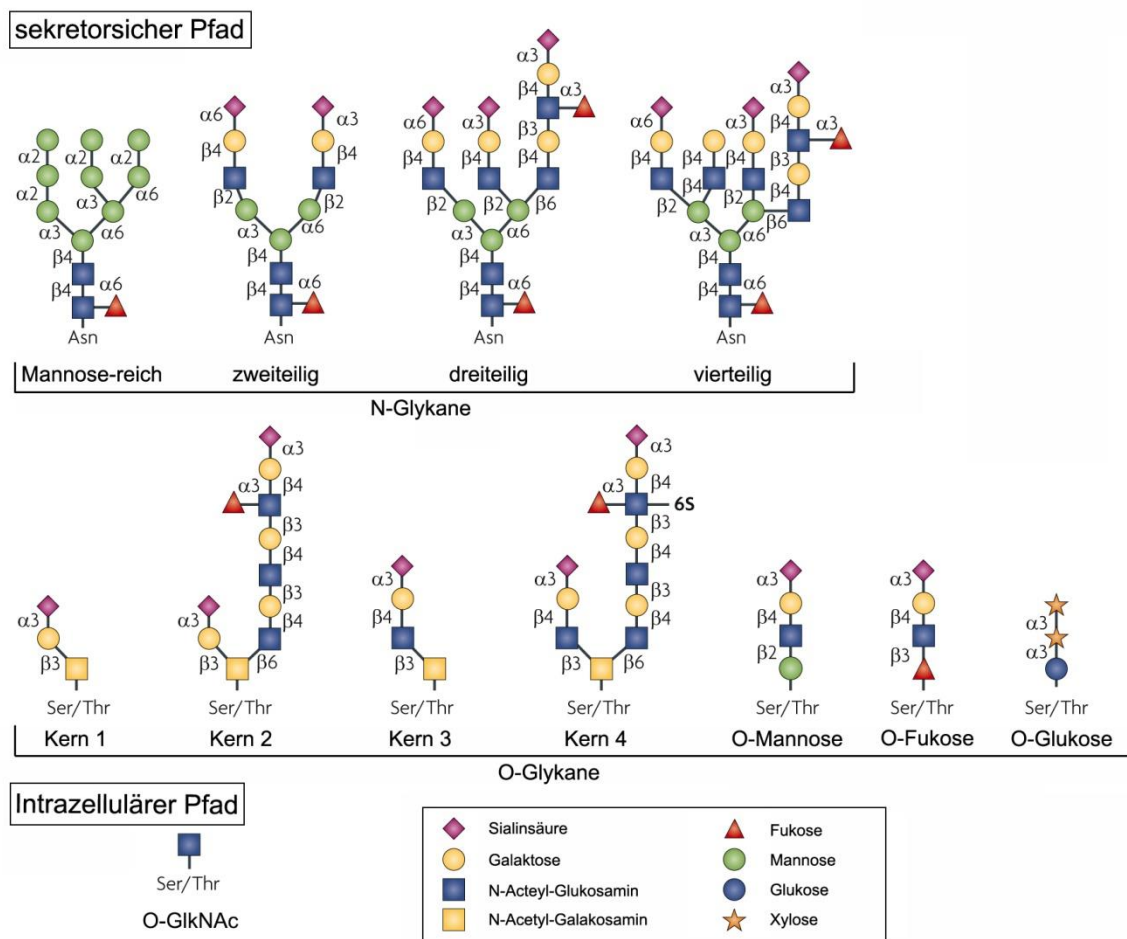 sekretorsicher Pfad
α2 α2 α2
α2 α3 α6
α3 α6
β4
β4 α6
Asn
Mannose-reich
α6 α3
β4 β4
β2 β2
α3 α6
β4
β4 α6
Asn
zweiteilig
α3
β4 α3
α6 α3 β3
β4 β4 β4
β2 β2 β6
α3 α6
β4
β4 α6
Asn
dreiteilig
α3
β4 α3
α6 α3 β3
β4 β4 β4 β4
β4
β2 β2 β6
α3 α6
β4
β4 α6
Asn
vierteilig
N-Glykane
α3
β3
Ser/Thr
Kern 1
α3
β4
α3
β3
β4
β3
α3 β4
β3 β6
Ser/Thr
Kern 2
α3
β4
β3
Ser/Thr
Kern 3
α3
β4
α3 6S
β3
β4
α3 β3
β4 β4
β3 β6
Ser/Thr
Kern 4
α3
β4
β2
Ser/Thr
O-Mannose
α3
β4
β3
Ser/Thr
O-Fukose
α3
α3
Ser/Thr
O-Glukose
O-Glykane
Intrazellulärer Pfad
Ser/Thr
O-GlkNAc
Sialinsäure
Galaktose
N-Acteyl-Glukosamin
N-Acetyl-Galakosamin
Fukose
Mannose
Glukose
Xylose